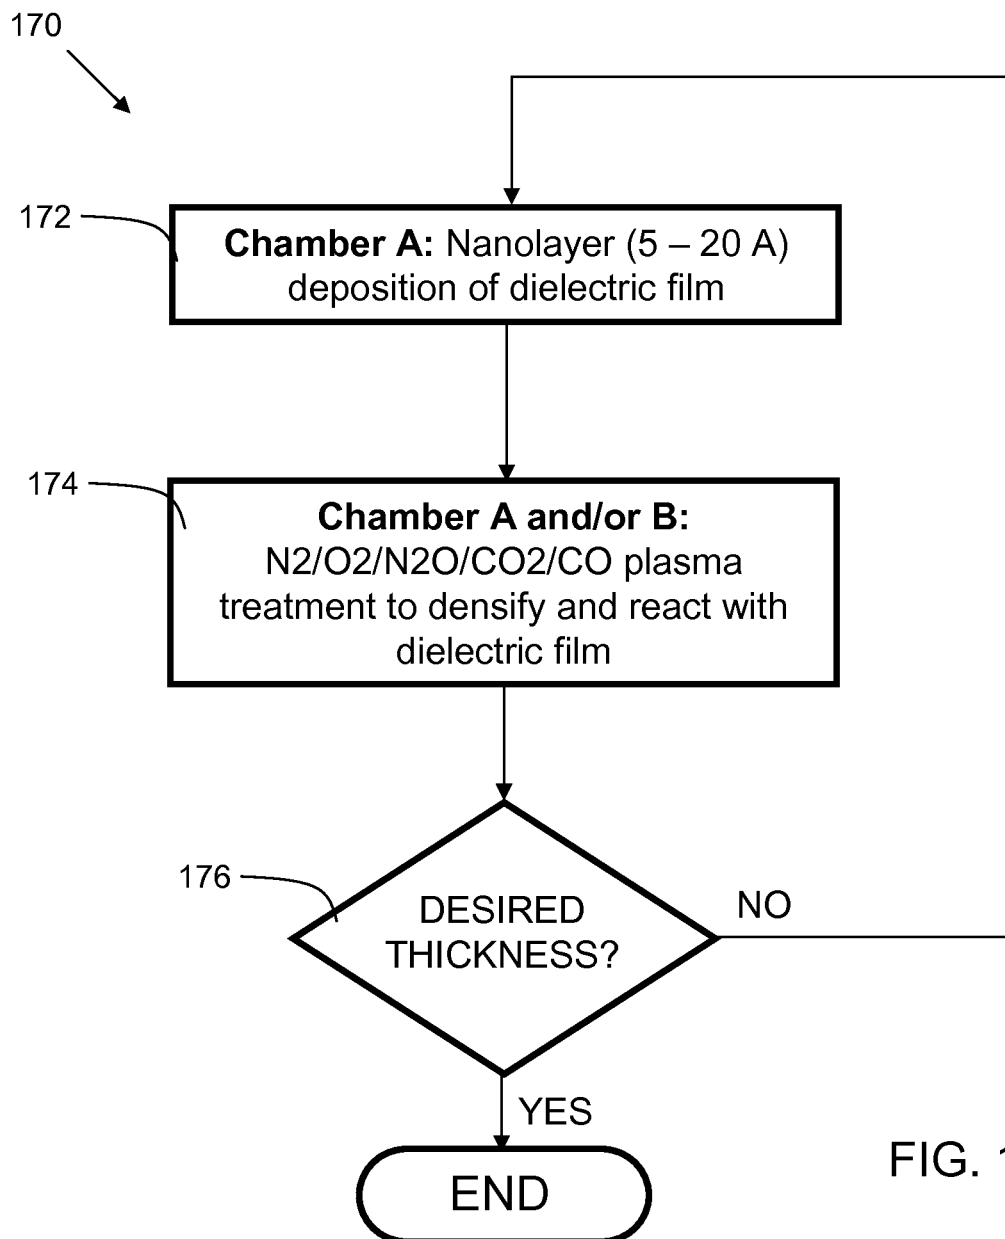 170
172
Chamber A: Nanolayer (5 – 20 A)
deposition of dielectric film
174
Chamber A and/or B:
N2/O2/N2O/CO2/CO plasma
treatment to densify and react with
dielectric film
176
DESIRED
THICKNESS?
NO
YES
END
FIG.